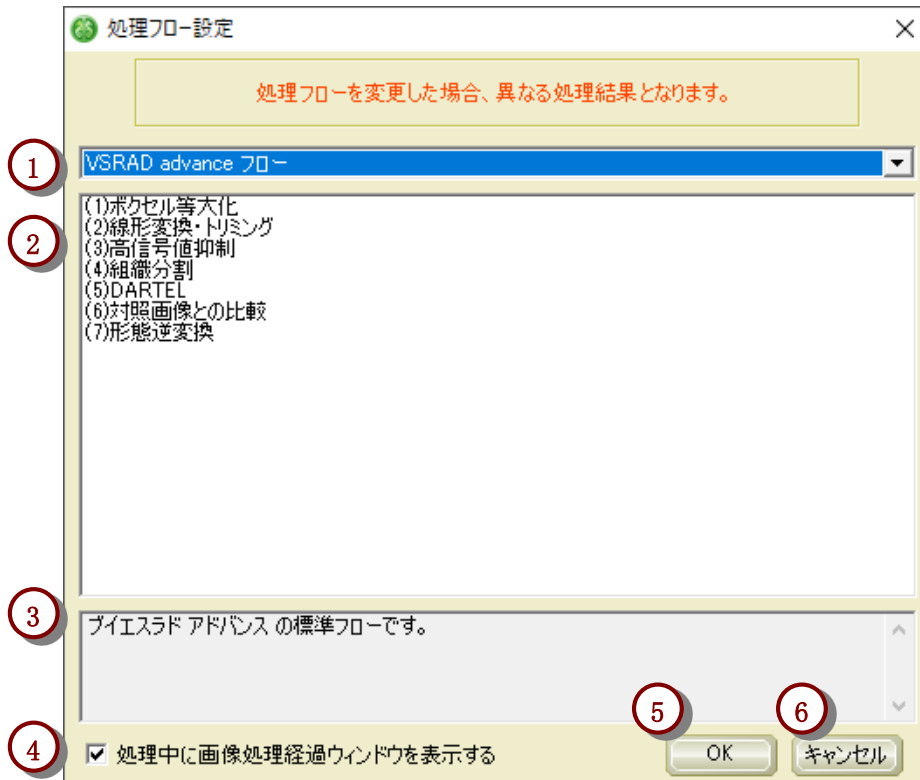 処理フロー設定
処理フローを変更した場合、異なる処理結果となります。
1
VSRAD advance フロー
2
(1)ボクセル等大化
(2)線形変換・トリミング
(3)高信号値抑制
(4)組織分割
(5)DARTEL
(6)対照画像との比較
(7)形態逆変換
3
ブイエスラド アドバンス の標準フローです。
4
処理中に画像処理経過ウィンドウを表示する
5
OK
6
キャンセル